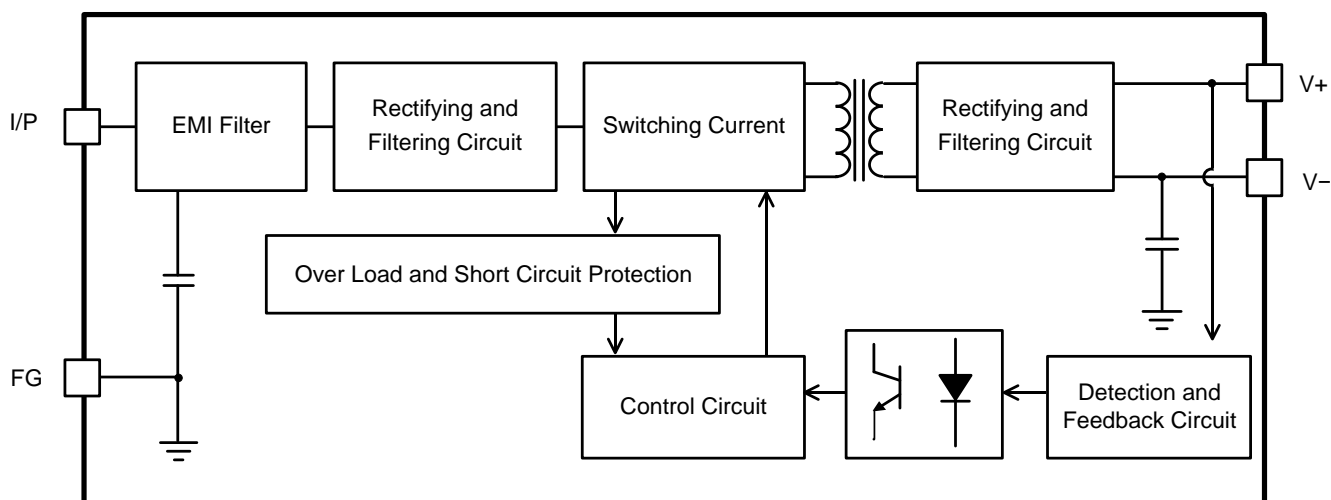 I/P
EMI Filter
Rectifying and
Filtering Circuit
Switching Current
Rectifying and
Filtering Circuit
V+
V−
Over Load and Short Circuit Protection
FG
Control Circuit
Detection and
Feedback Circuit